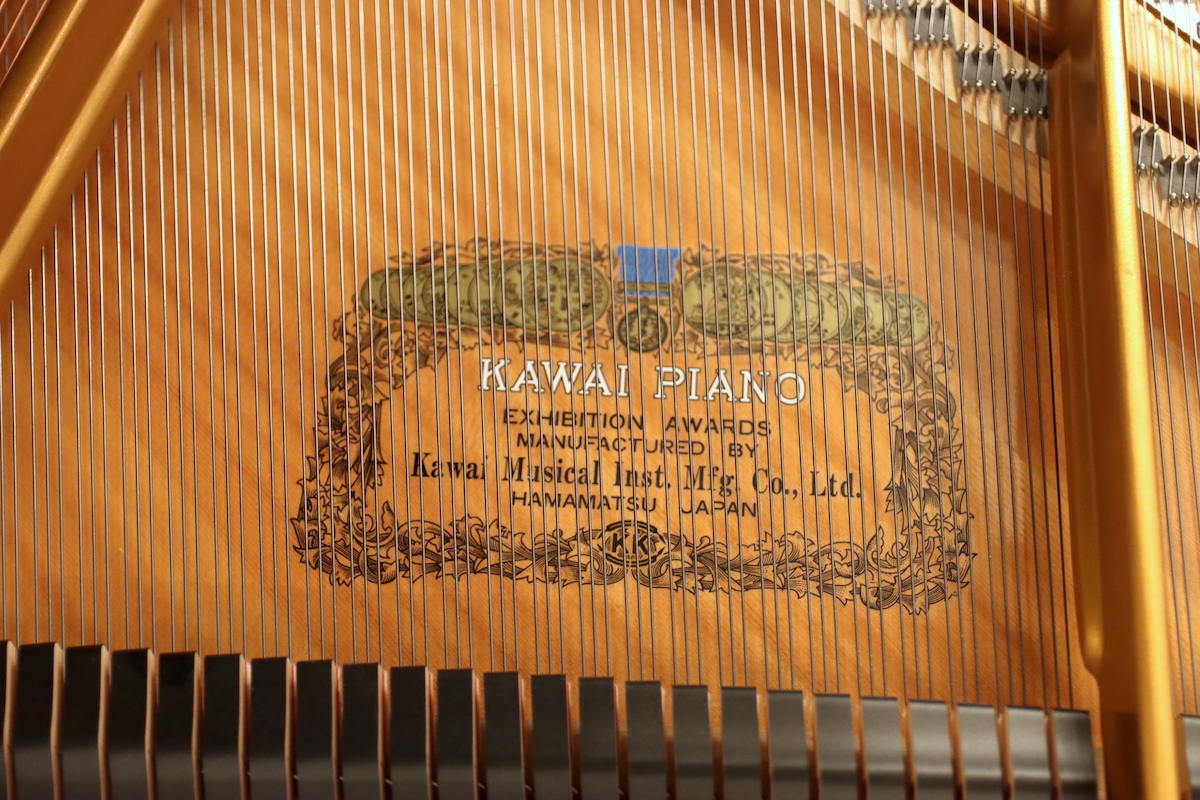 KAWAI PIANO
EXHIBITION AWARDS
MANUFACTURED BY
Kawai Musical Inst. Mfg. Co., Ltd.
HAMAMATSU JAPAN